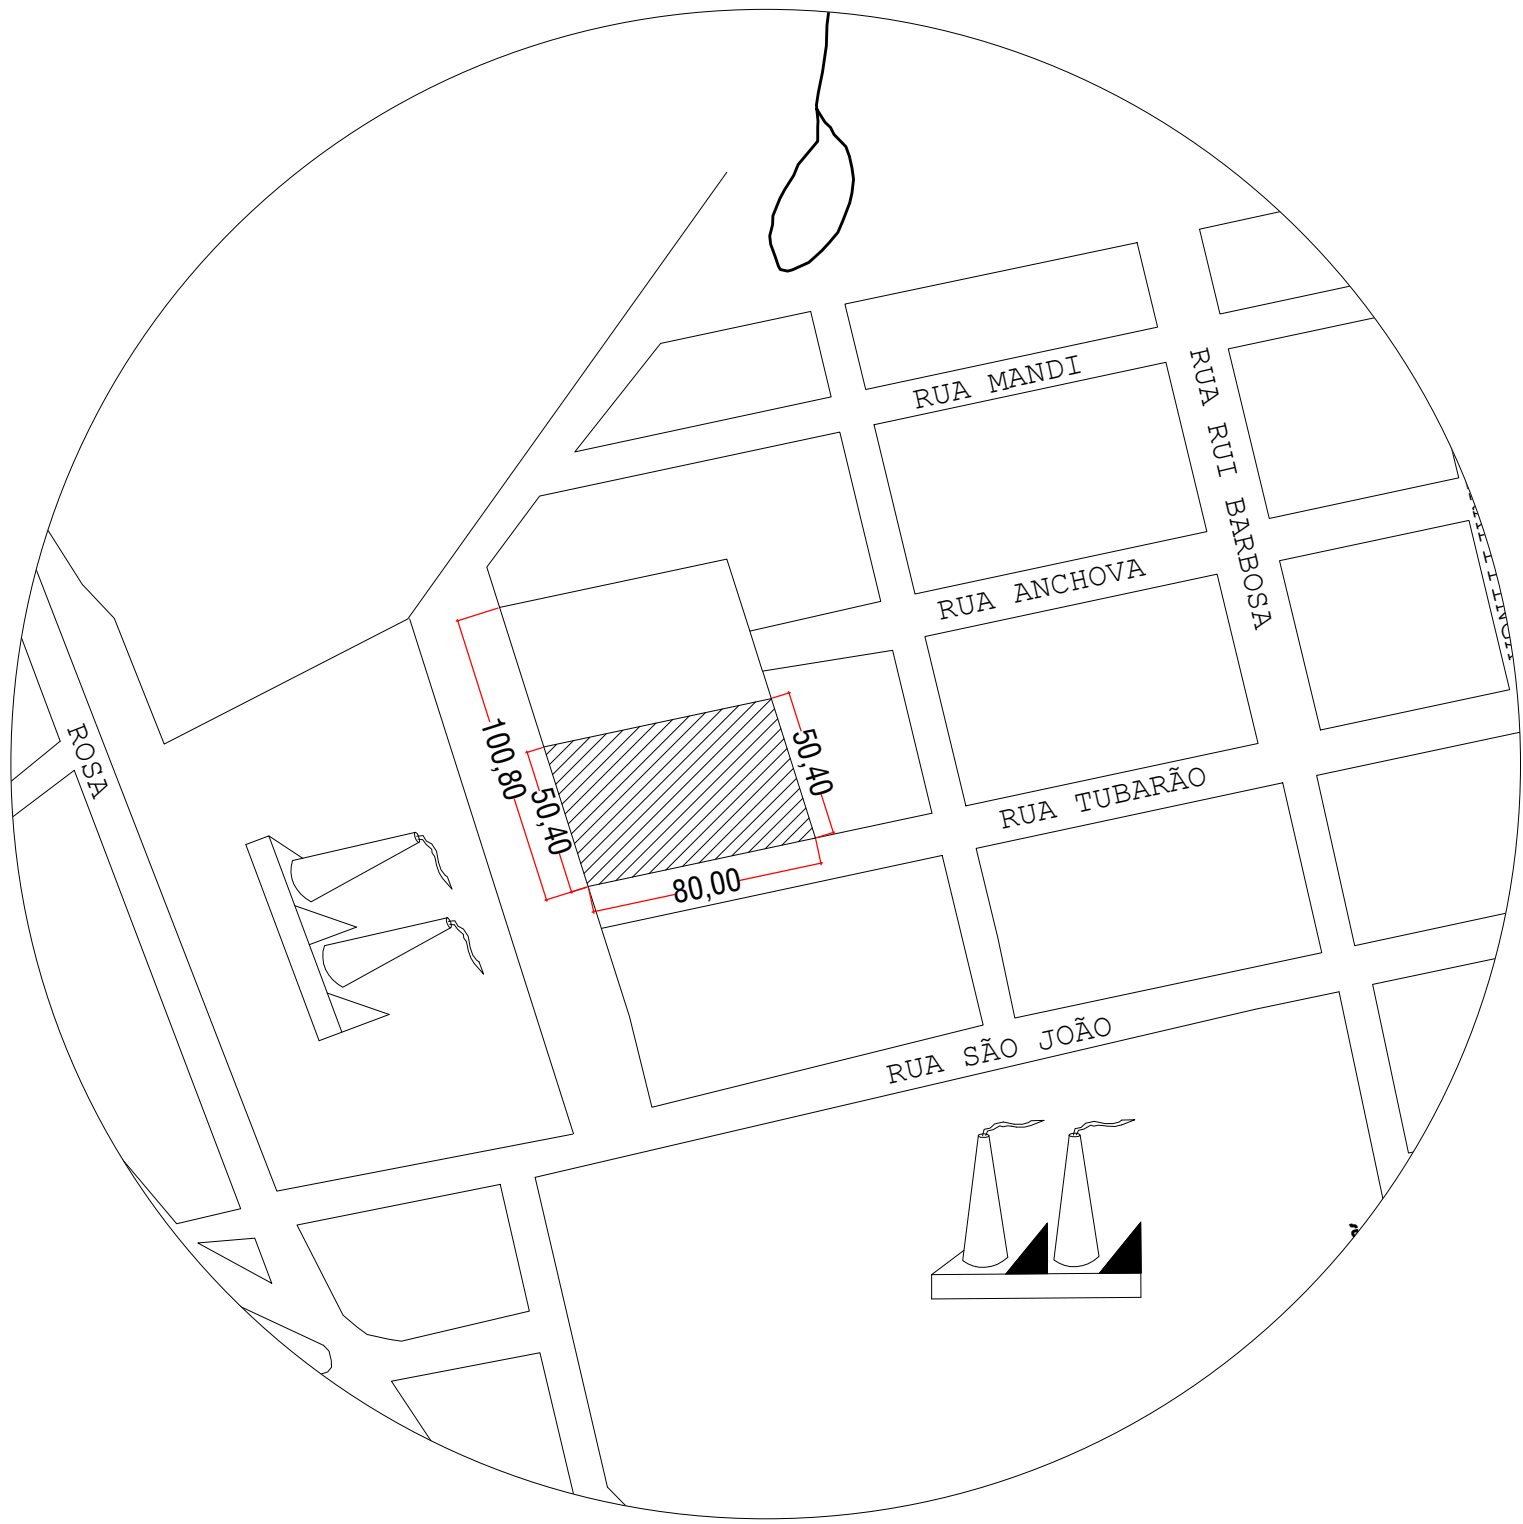 RUA MANDI
RUA RUI BARBOSA
RUA ANCHOVA
ROSA
100,80
50,40
50,40
RUA TUBARÃO
80,00
RUA SÃO JOÃO